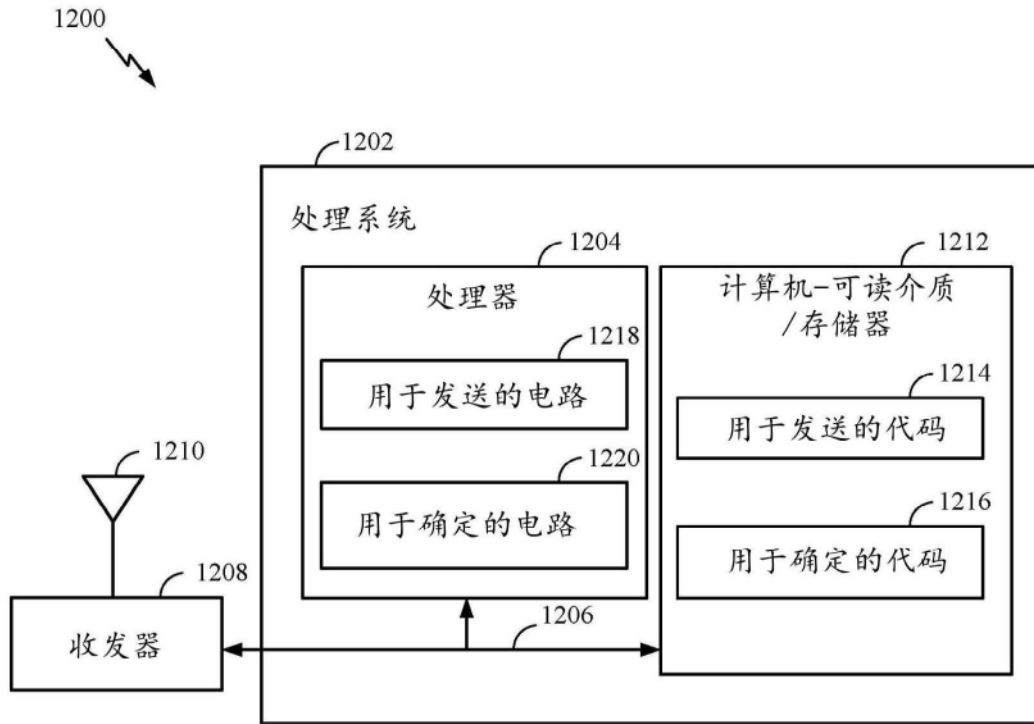 1200
1202
处理系统
1204
1212
处理器
计算机-可读介质
/存储器
1218
用于发送的电路
1214
用于发送的代码
1210
1220
用于确定的电路
1216
用于确定的代码
1208
收发器
1206